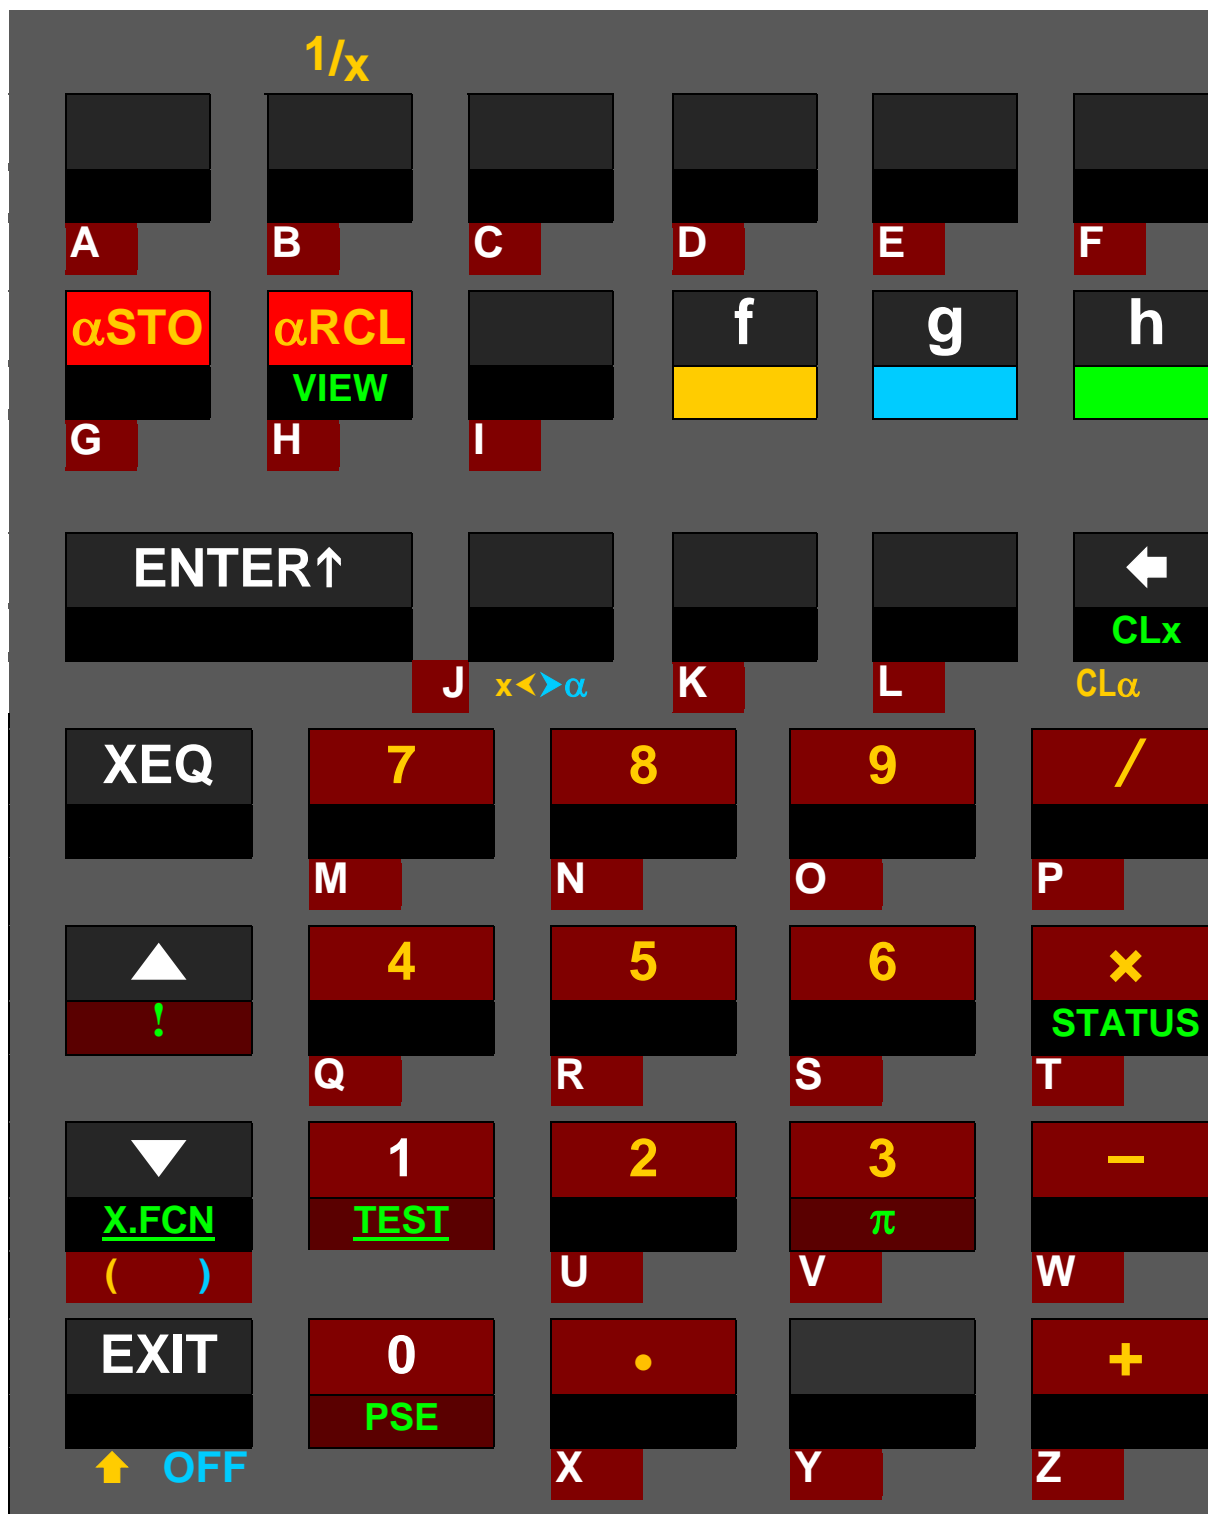 1/x
A B C D E F
αSTO αRCL f g h
VIEW
G H I
ENTER↑ 🡄
CLx
J x<>α K L CLα
XEQ 7 8 9 /
M N O P
▲ 4 5 6 ×
! STATUS
Q R S T
▼ 1 2 3 −
X.FCN TEST π
( ) U V W
EXIT 0 . +
PSE
↑ OFF X Y Z